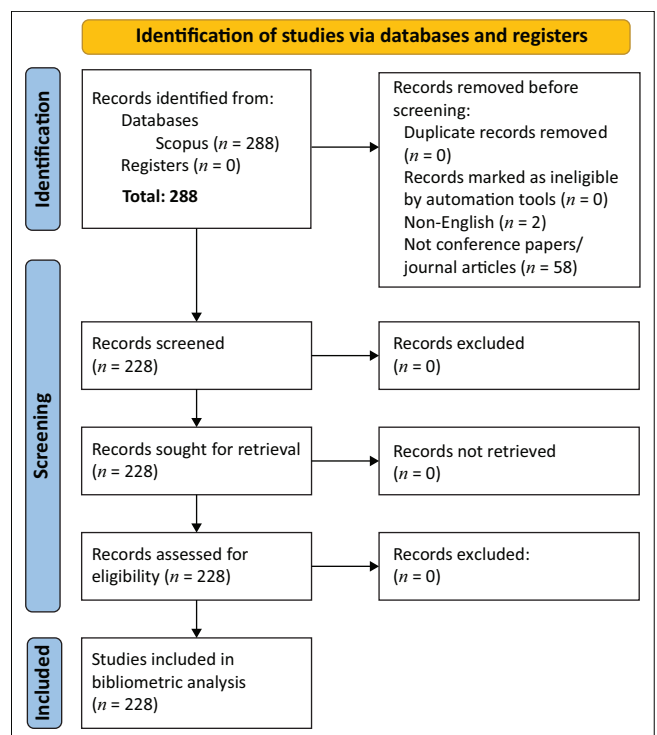 Identification of studies via databases and registers
Identification
Records identified from:
Databases
Scopus (n = 288)
Registers (n = 0)
Total: 288
Records removed before
screening:
Duplicate records removed
(n = 0)
Records marked as ineligible
by automation tools (n = 0)
Non-English (n = 2)
Not conference papers/
journal articles (n = 58)
Screening
Records screened
(n = 228)
Records excluded
(n = 0)
Records sought for retrieval
(n = 228)
Records not retrieved
(n = 0)
Records assessed for
eligibility (n = 228)
Records excluded:
(n = 0)
Included
Studies included in
bibliometric analysis
(n = 228)